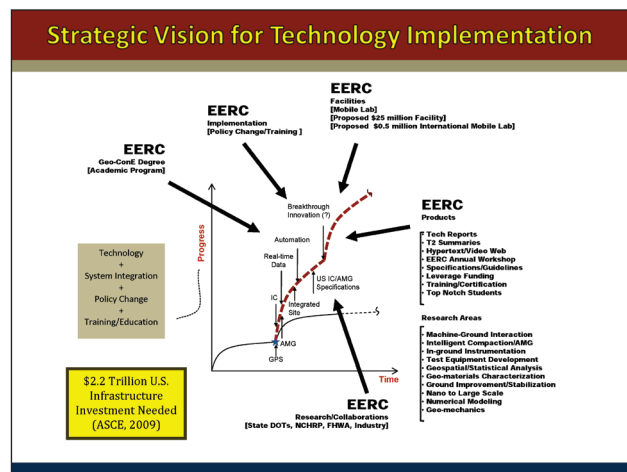 Strategic Vision for Technology Implementation
EERC
Facilities
[Mobile Lab]
[Proposed $25 million Facility]
[Proposed $0.5 million International Mobile Lab]
EERC
Implementation
[Policy Change/Training ]
EERC
Geo-ConE Degree
[Academic Program]
Breakthrough
Innovation (?)
Automation
Real-time
Data
US IC/AMG
Specifications
IC
Integrated
Site
AMG
GPS
Progress
Time
Technology
+
System Integration
+
Policy Change
+
Training/Education
$2.2 Trillion U.S.
Infrastructure
Investment Needed
(ASCE, 2009)
EERC
Products
Tech Reports
T2 Summaries
Hypertext/Video Web
EERC Annual Workshop
Specifications/Guidelines
Leverage Funding
Training/Certification
Top Notch Students
Research Areas
Machine-Ground Interaction
Intelligent Compaction/AMG
In-ground Instrumentation
Test Equipment Development
Geospatial/Statistical Analysis
Geo-materials Characterization
Ground Improvement/Stabilization
Nano to Large Scale
Numerical Modeling
Geo-mechanics
EERC
Research/Collaborations
[State DOTs, NCHRP, FHWA, Industry]